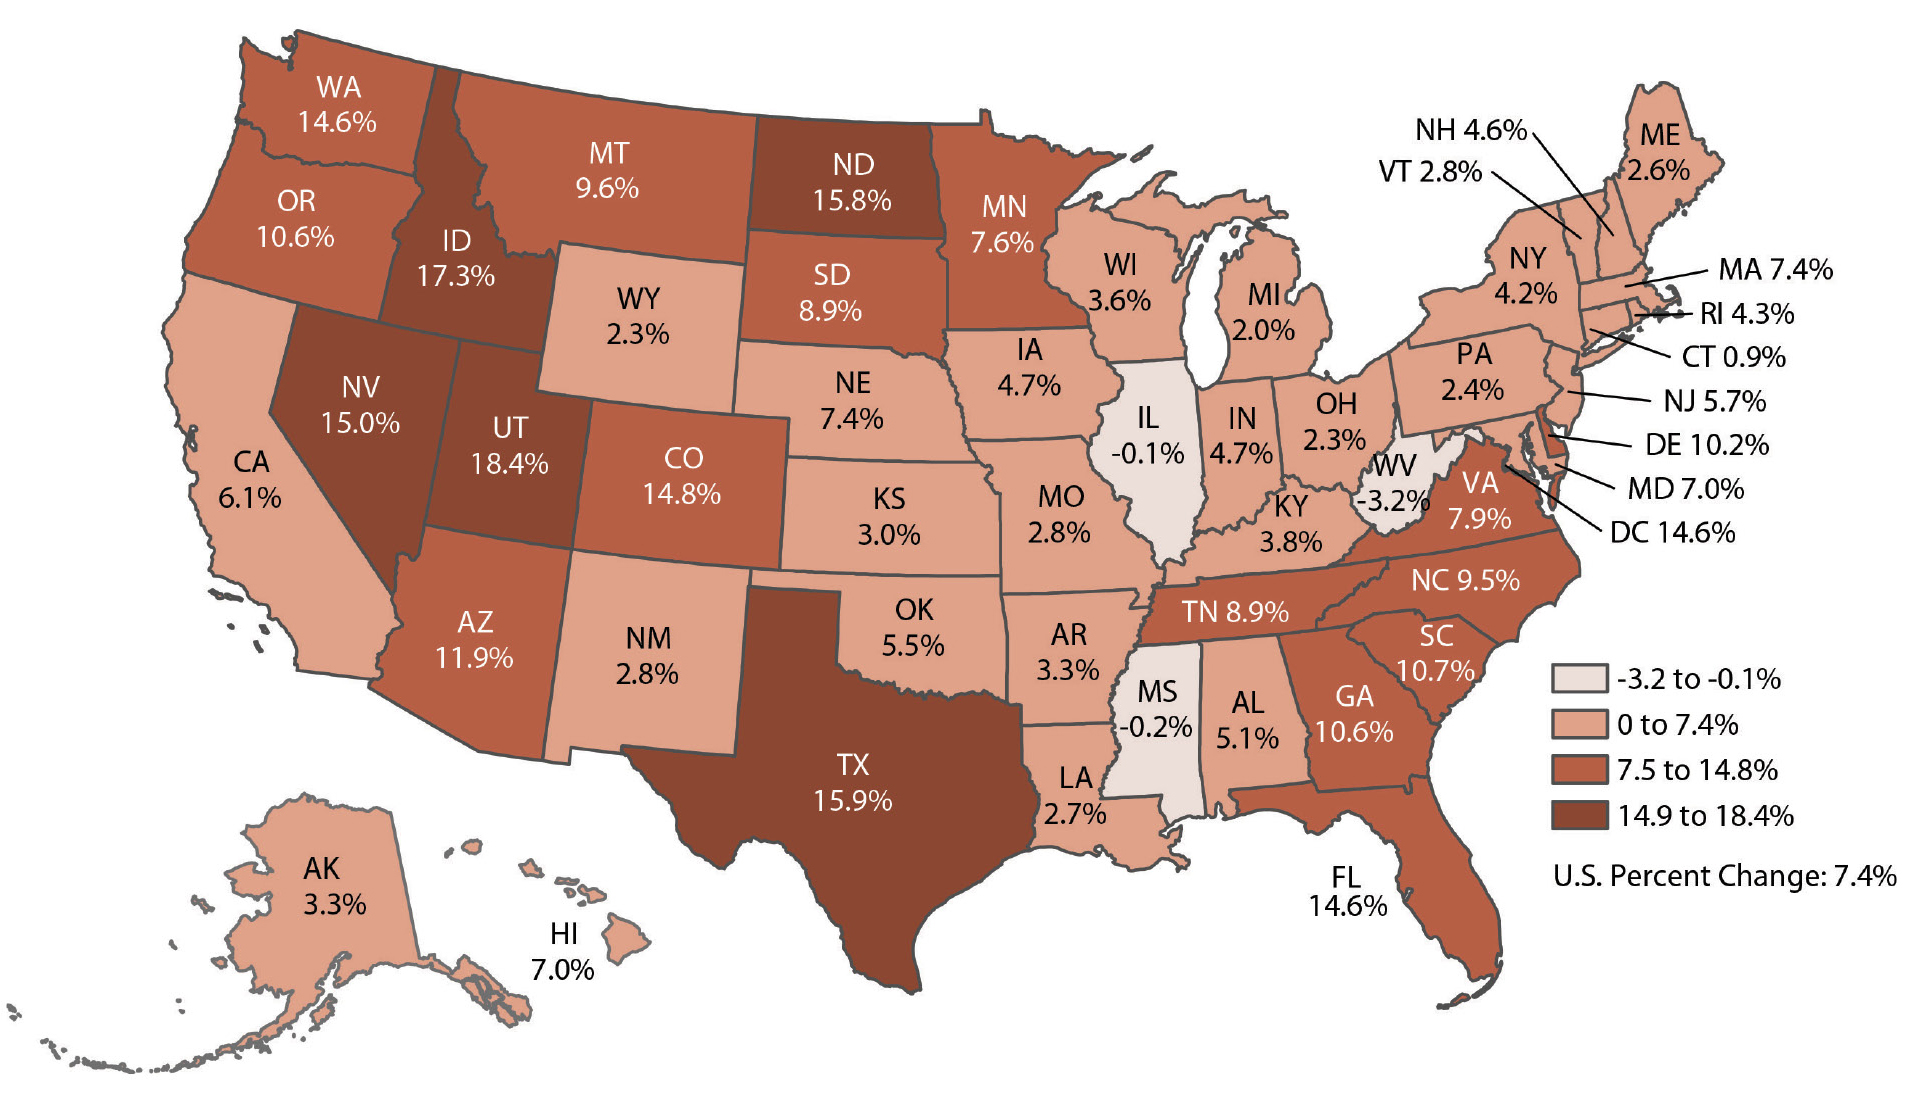 WA
14.6%
OR
10.6%
ID
17.3%
MT
9.6%
ND
15.8%
MN
7.6%
SD
8.9%
WY
2.3%
WI
3.6%
MI
2.0%
NH 4.6%
VT 2.8%
ME
2.6%
NY
4.2%
MA 7.4%
RI 4.3%
CT 0.9%
NJ 5.7%
DE 10.2%
MD 7.0%
DC 14.6%
PA
2.4%
IA
4.7%
NE
7.4%
NV
15.0%
UT
18.4%
CO
14.8%
CA
6.1%
IL
-0.1%
IN
4.7%
OH
2.3%
WV
-3.2%
VA
7.9%
KS
3.0%
MO
2.8%
KY
3.8%
NC 9.5%
TN 8.9%
AZ
11.9%
NM
2.8%
OK
5.5%
AR
3.3%
SC
10.7%
MS
-0.2%
AL
5.1%
GA
10.6%
TX
15.9%
LA
2.7%
FL
14.6%
AK
3.3%
HI
7.0%
-3.2 to -0.1%
0 to 7.4%
7.5 to 14.8%
14.9 to 18.4%
U.S. Percent Change: 7.4%